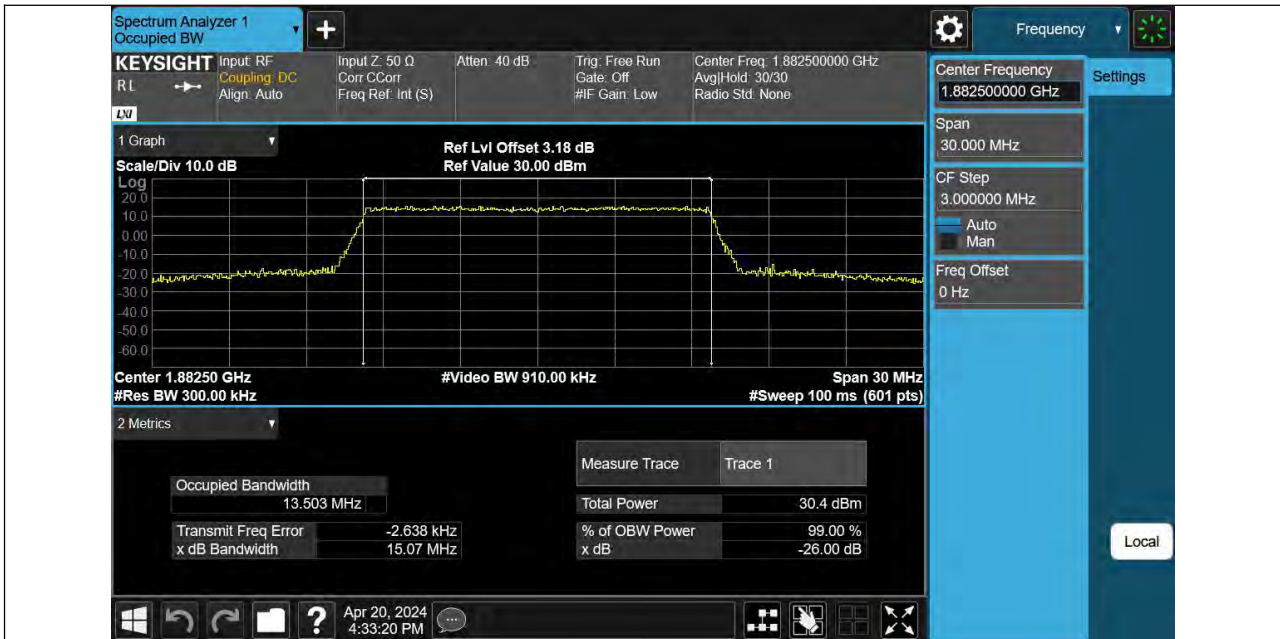 Spectrum Analyzer 1
Occupied BW
Frequency
KEYSIGHT
RL
LXI
Input: RF
Coupling: DC
Align: Auto
Input Z: 50 Ω
Corr CCorr
Freq Ref: Int (S)
Atten: 40 dB
Trig: Free Run
Gate: Off
#IF Gain: Low
Center Freq: 1.882500000 GHz
Avg|Hold: 30/30
Radio Std: None
Center Frequency
1.882500000 GHz
Settings
Span
30.000 MHz
CF Step
3.000000 MHz
Auto
Man
Freq Offset
0 Hz
Local
1 Graph
Scale/Div 10.0 dB
Ref Lvl Offset 3.18 dB
Ref Value 30.00 dBm
Log
20.0
10.0
0.00
-10.0
-20.0
-30.0
-40.0
-50.0
-60.0
Center 1.88250 GHz
#Video BW 910.00 kHz
Span 30 MHz
#Res BW 300.00 kHz
#Sweep 100 ms (601 pts)
2 Metrics
Measure Trace Trace 1
Occupied Bandwidth
13.503 MHz
Total Power 30.4 dBm
Transmit Freq Error -2.638 kHz
% of OBW Power 99.00 %
x dB Bandwidth 15.07 MHz
x dB -26.00 dB
?
Apr 20, 2024
4:33:20 PM